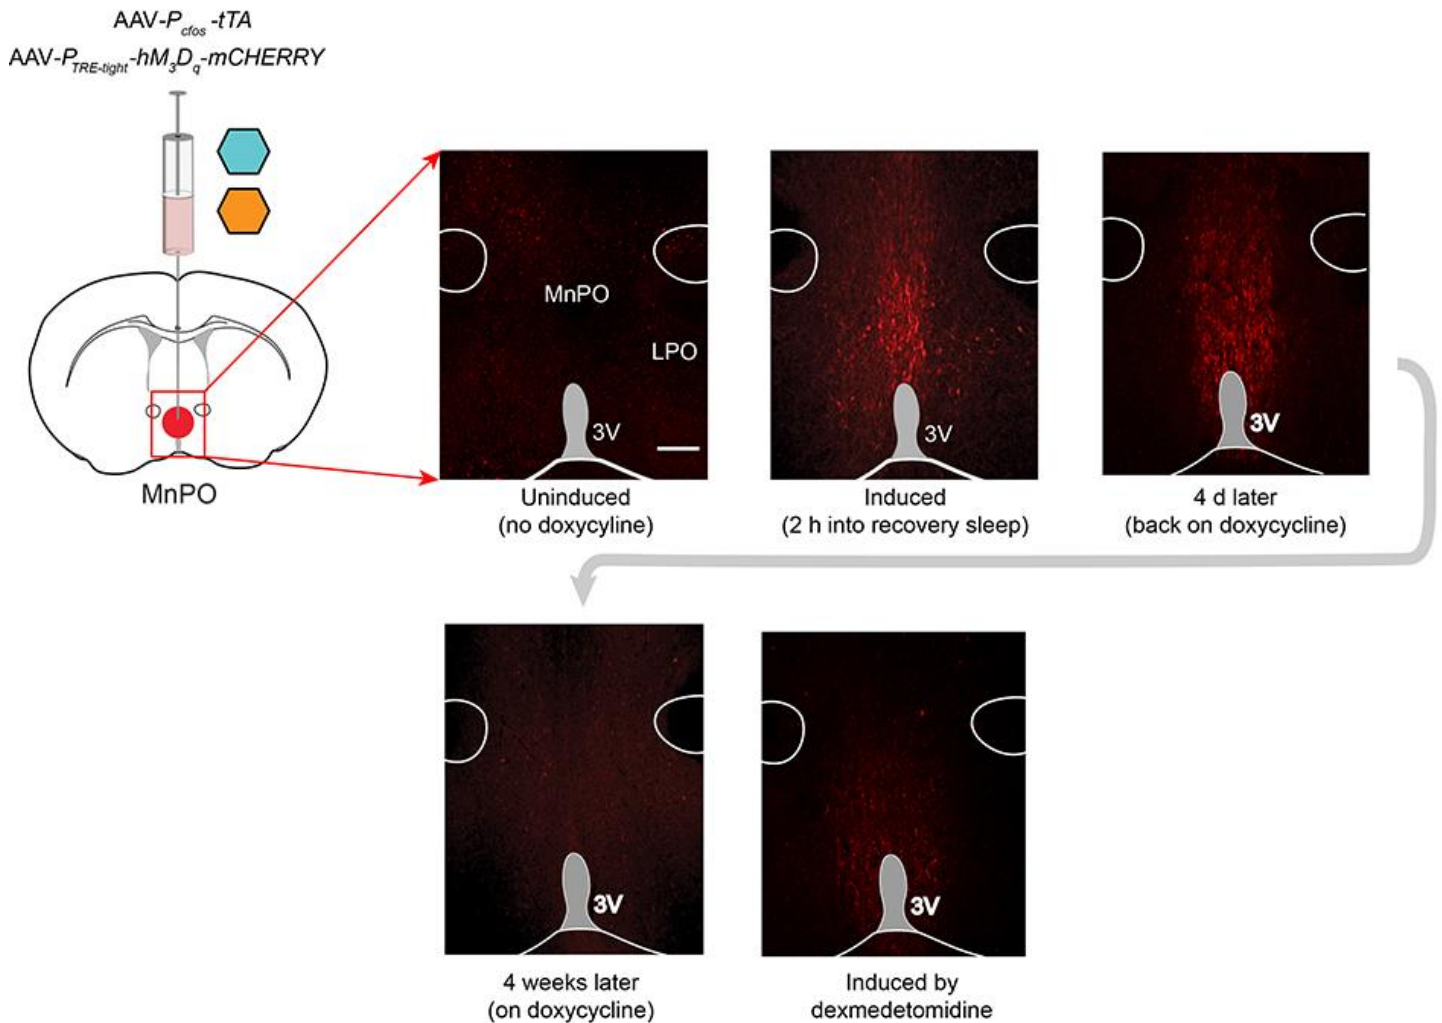 AAV-Pcfos-tTA
AAV-PTRE-tight-hM3Dq-mCHERRY
MnPO
MnPO
LPO
3V
Uninduced
(no doxycyline)
3V
Induced
(2 h into recovery sleep)
3V
4 d later
(back on doxycycline)
3V
4 weeks later
(on doxycycline)
3V
Induced by
dexmedetomidine